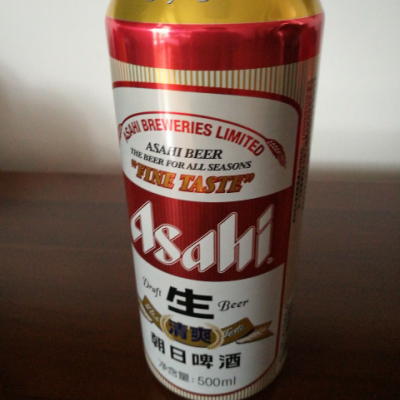 ASAHI BREWERIES LIMITED
ASAHI BEER
THE BEER FOR ALL SEASONS
"FINE TASTE"
Asahi
Draft 生 Beer
清爽
朝日啤酒
净含量: 500ml